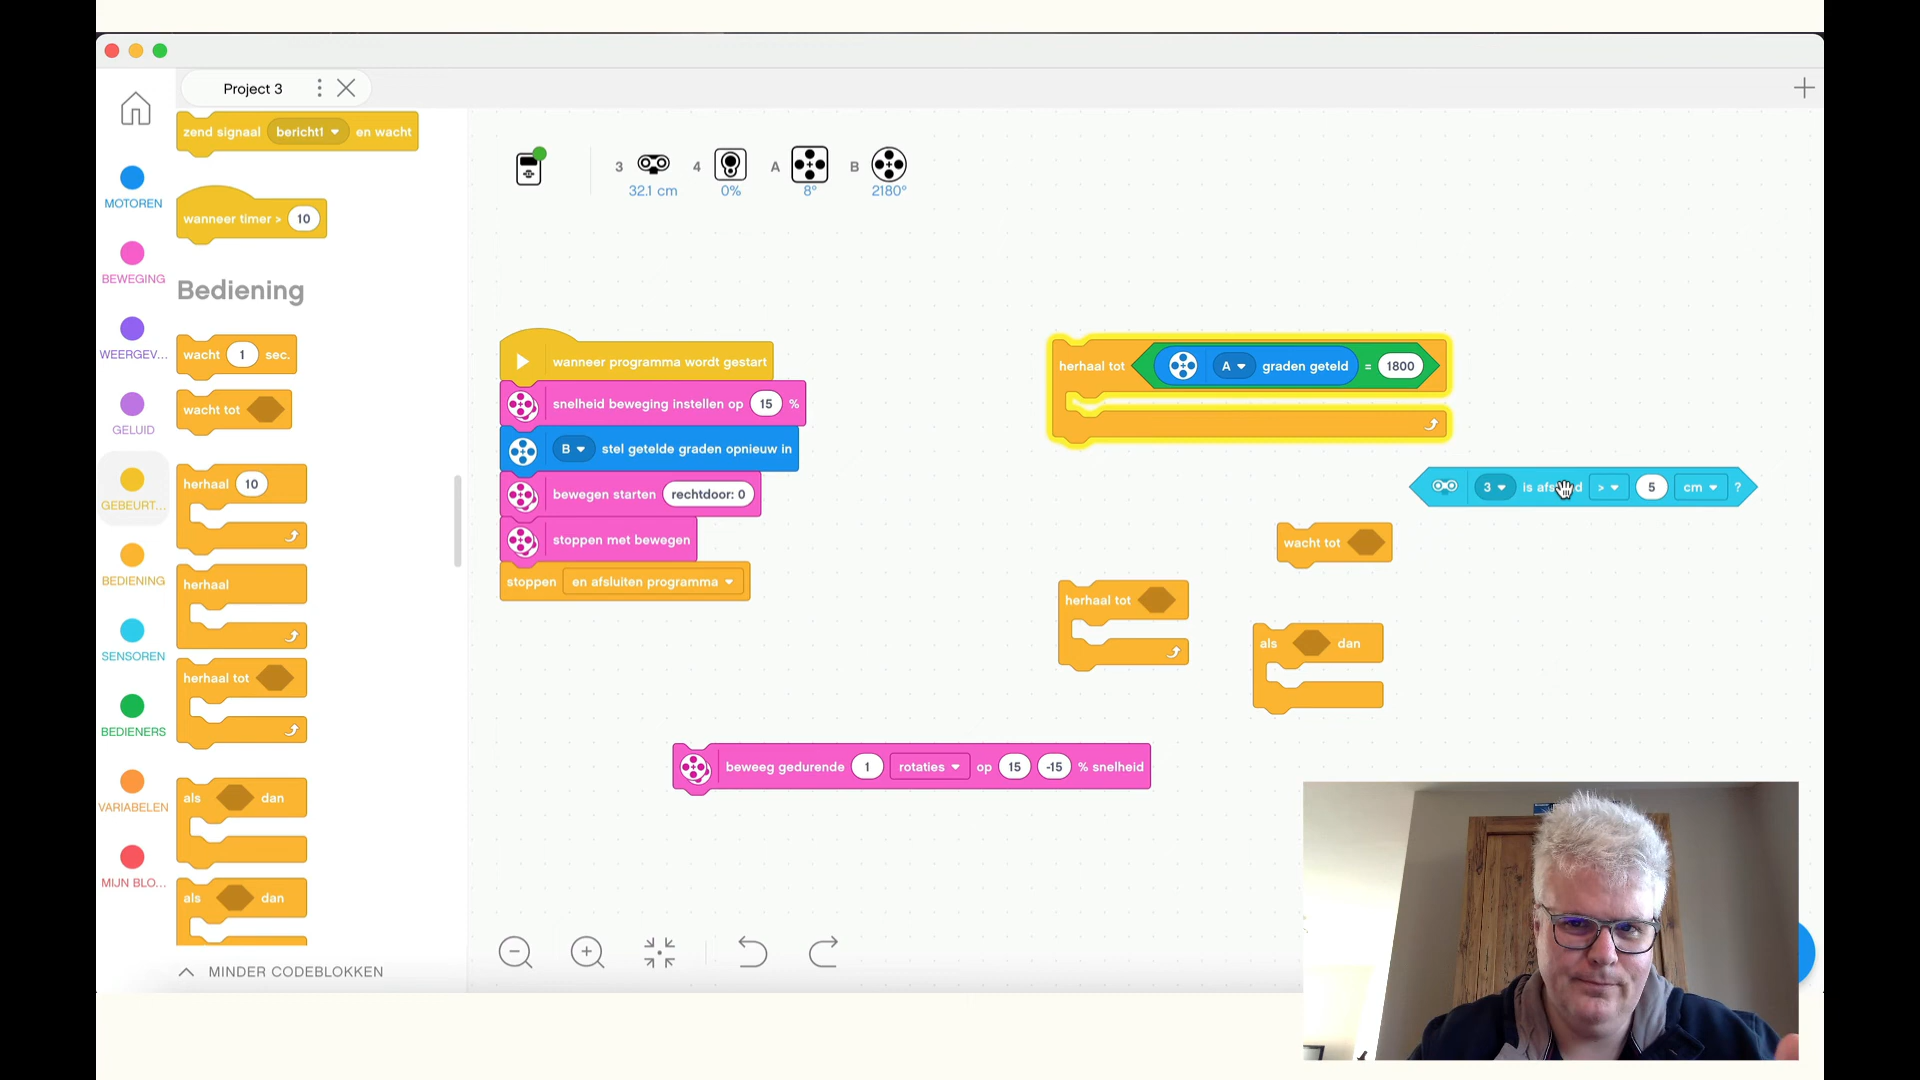 Project 3
zend signaal bericht1 en wacht
wanneer timer > 10
Bediening
wacht 1 sec.
wacht tot
herhaal 10
herhaal
herhaal tot
als dan
als dan
MINDER CODEBLOKKEN
MOTOREN
BEWEGING
WEERGEV...
GELUID
GEBEURT...
BEDIENING
SENSOREN
BEDIENERS
VARIABELEN
MIJN BLO...
3
32.1 cm
4
0%
A
8°
B
2180°
wanneer programma wordt gestart
snelheid beweging instellen op 15 %
B stel getelde graden opnieuw in
bewegen starten rechtdoor: 0
stoppen met bewegen
stoppen en afsluiten programma
herhaal tot A graden geteld = 1800
3 is > 5 cm ?
wacht tot
herhaal tot
als dan
beweeg gedurende 1 rotaties op 15 -15 % snelheid